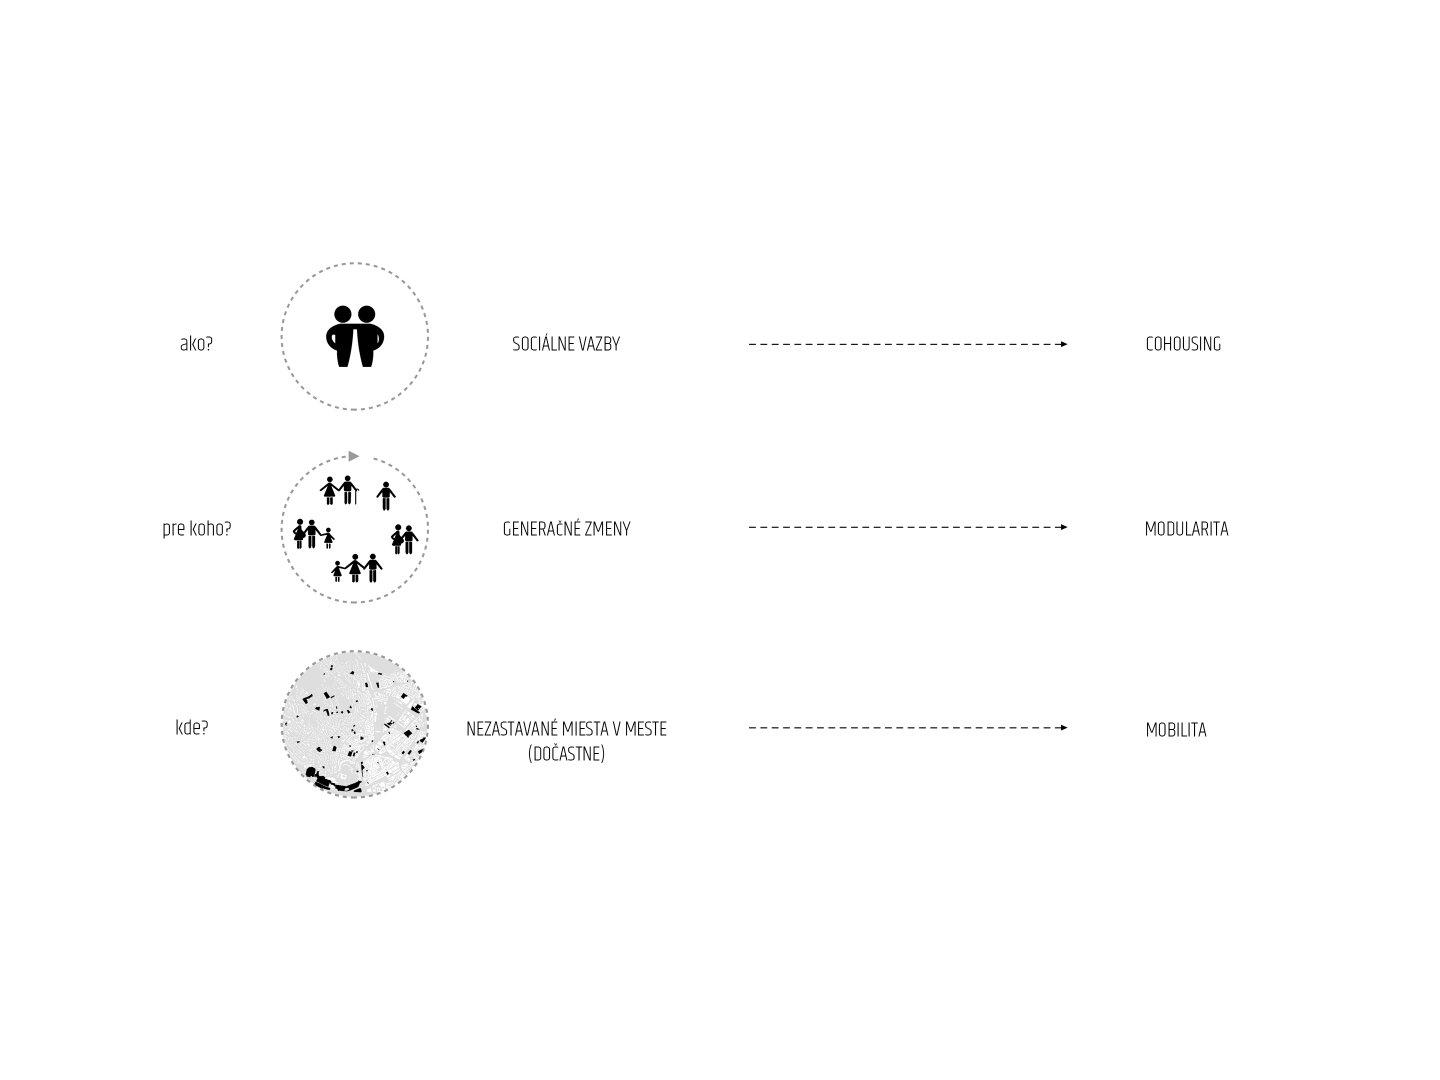 ako?
SOCIÁLNE VAZBY
COHOUSING
pre koho?
GENERAČNÉ ZMENY
MODULARITA
kde?
NEZASTAVANÉ MIESTA V MESTE
(DOČASTNE)
MOBILITA